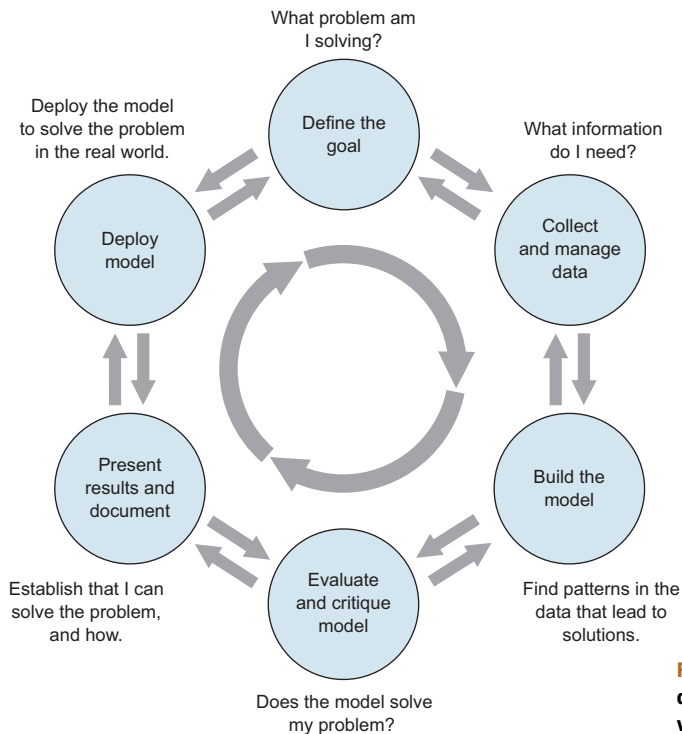 What problem am
I solving?
Define the
goal
What information
do I need?
Collect
and manage
data
Build the
model
Find patterns in the
data that lead to
solutions.
Evaluate
and critique
model
Does the model solve
my problem?
Present
results and
document
Establish that I can
solve the problem,
and how.
Deploy the model
to solve the problem
in the real world.
Deploy
model